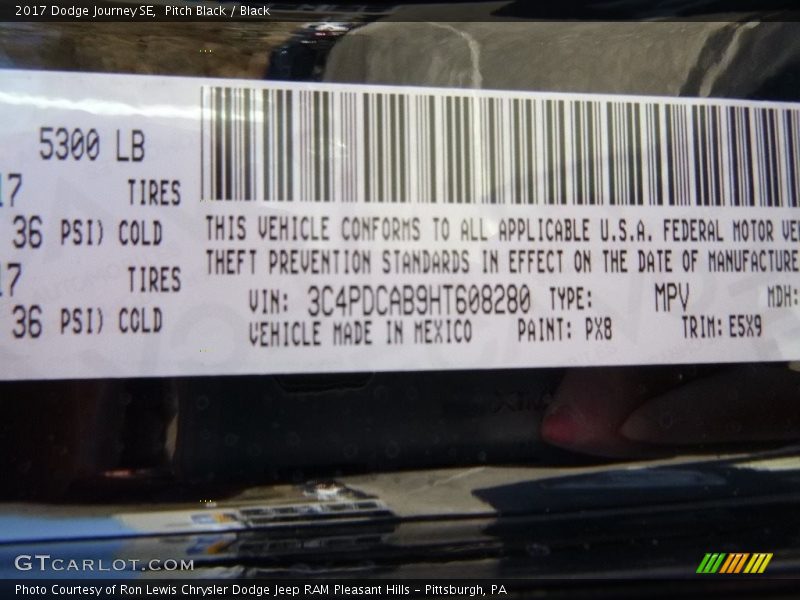 2017 Dodge Journey SE,  Pitch Black / Black
5300 LB
17 TIRES
36 PSI) COLD
17 TIRES
36 PSI) COLD
THIS VEHICLE CONFORMS TO ALL APPLICABLE U.S.A. FEDERAL MOTOR VE
THEFT PREVENTION STANDARDS IN EFFECT ON THE DATE OF MANUFACTURE
VIN: 3C4PDCAB9HT608280 TYPE: MPV MDH:
VEHICLE MADE IN MEXICO PAINT: PX8 TRIM: E5X9
GTCARLOT.COM
Photo Courtesy of Ron Lewis Chrysler Dodge Jeep RAM Pleasant Hills - Pittsburgh, PA